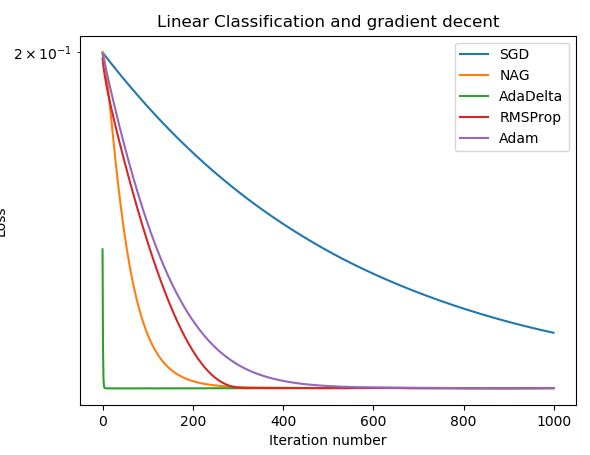 Linear Classification and gradient decent
2 × 10⁻¹
Loss
SGD
NAG
AdaDelta
RMSProp
Adam
0 200 400 600 800 1000
Iteration number